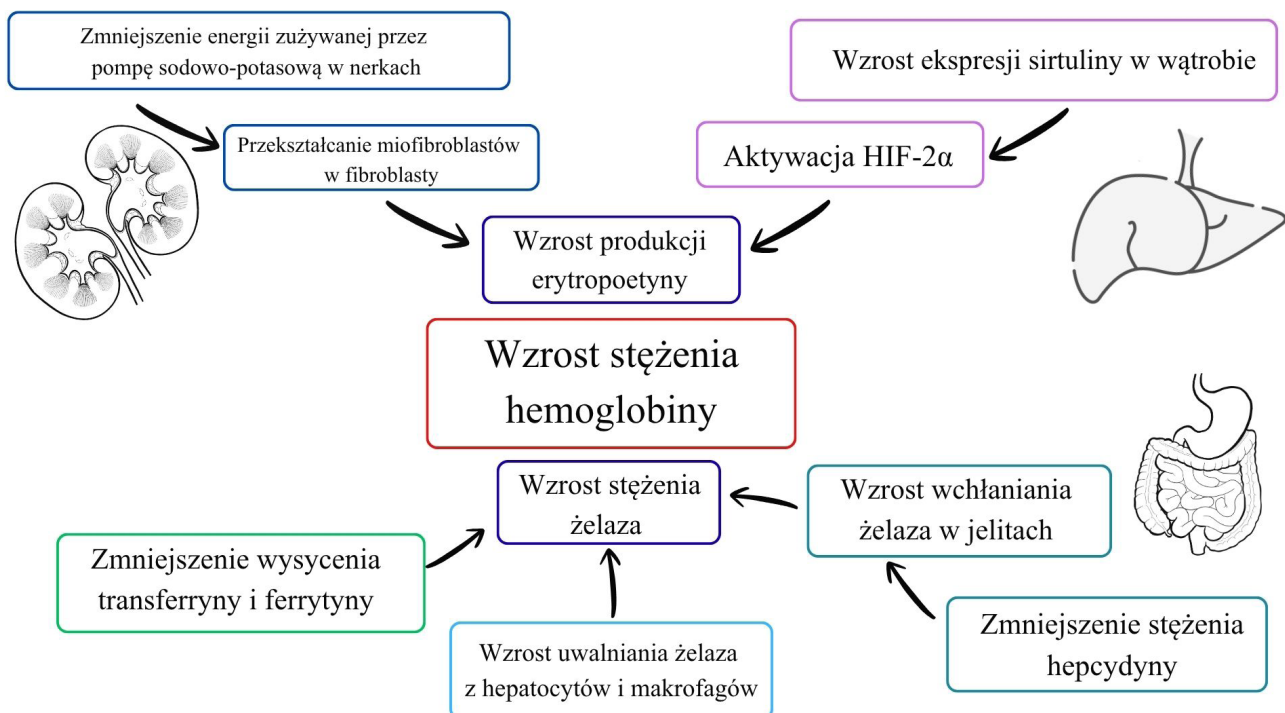 Zmniejszenie energii zużywanej przez
pompę sodowo-potasową w nerkach
Wzrost ekspresji sirtuliny w wątrobie
Przekształcanie miofibroblastów
w fibroblasty
Aktywacja HIF-2α
Wzrost produkcji
erytropoetyny
Wzrost stężenia
hemoglobiny
Wzrost stężenia
żelaza
Wzrost wchłaniania
żelaza w jelitach
Zmniejszenie wysycenia
transferryny i ferrytyny
Wzrost uwalniania żelaza
z hepatocytów i makrofagów
Zmniejszenie stężenia
hepcydyny